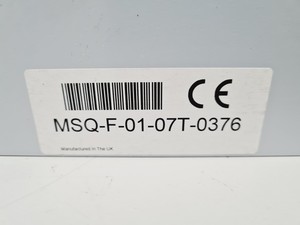 CE
MSQ-F-01-07T-0376
Manufactured In The UK